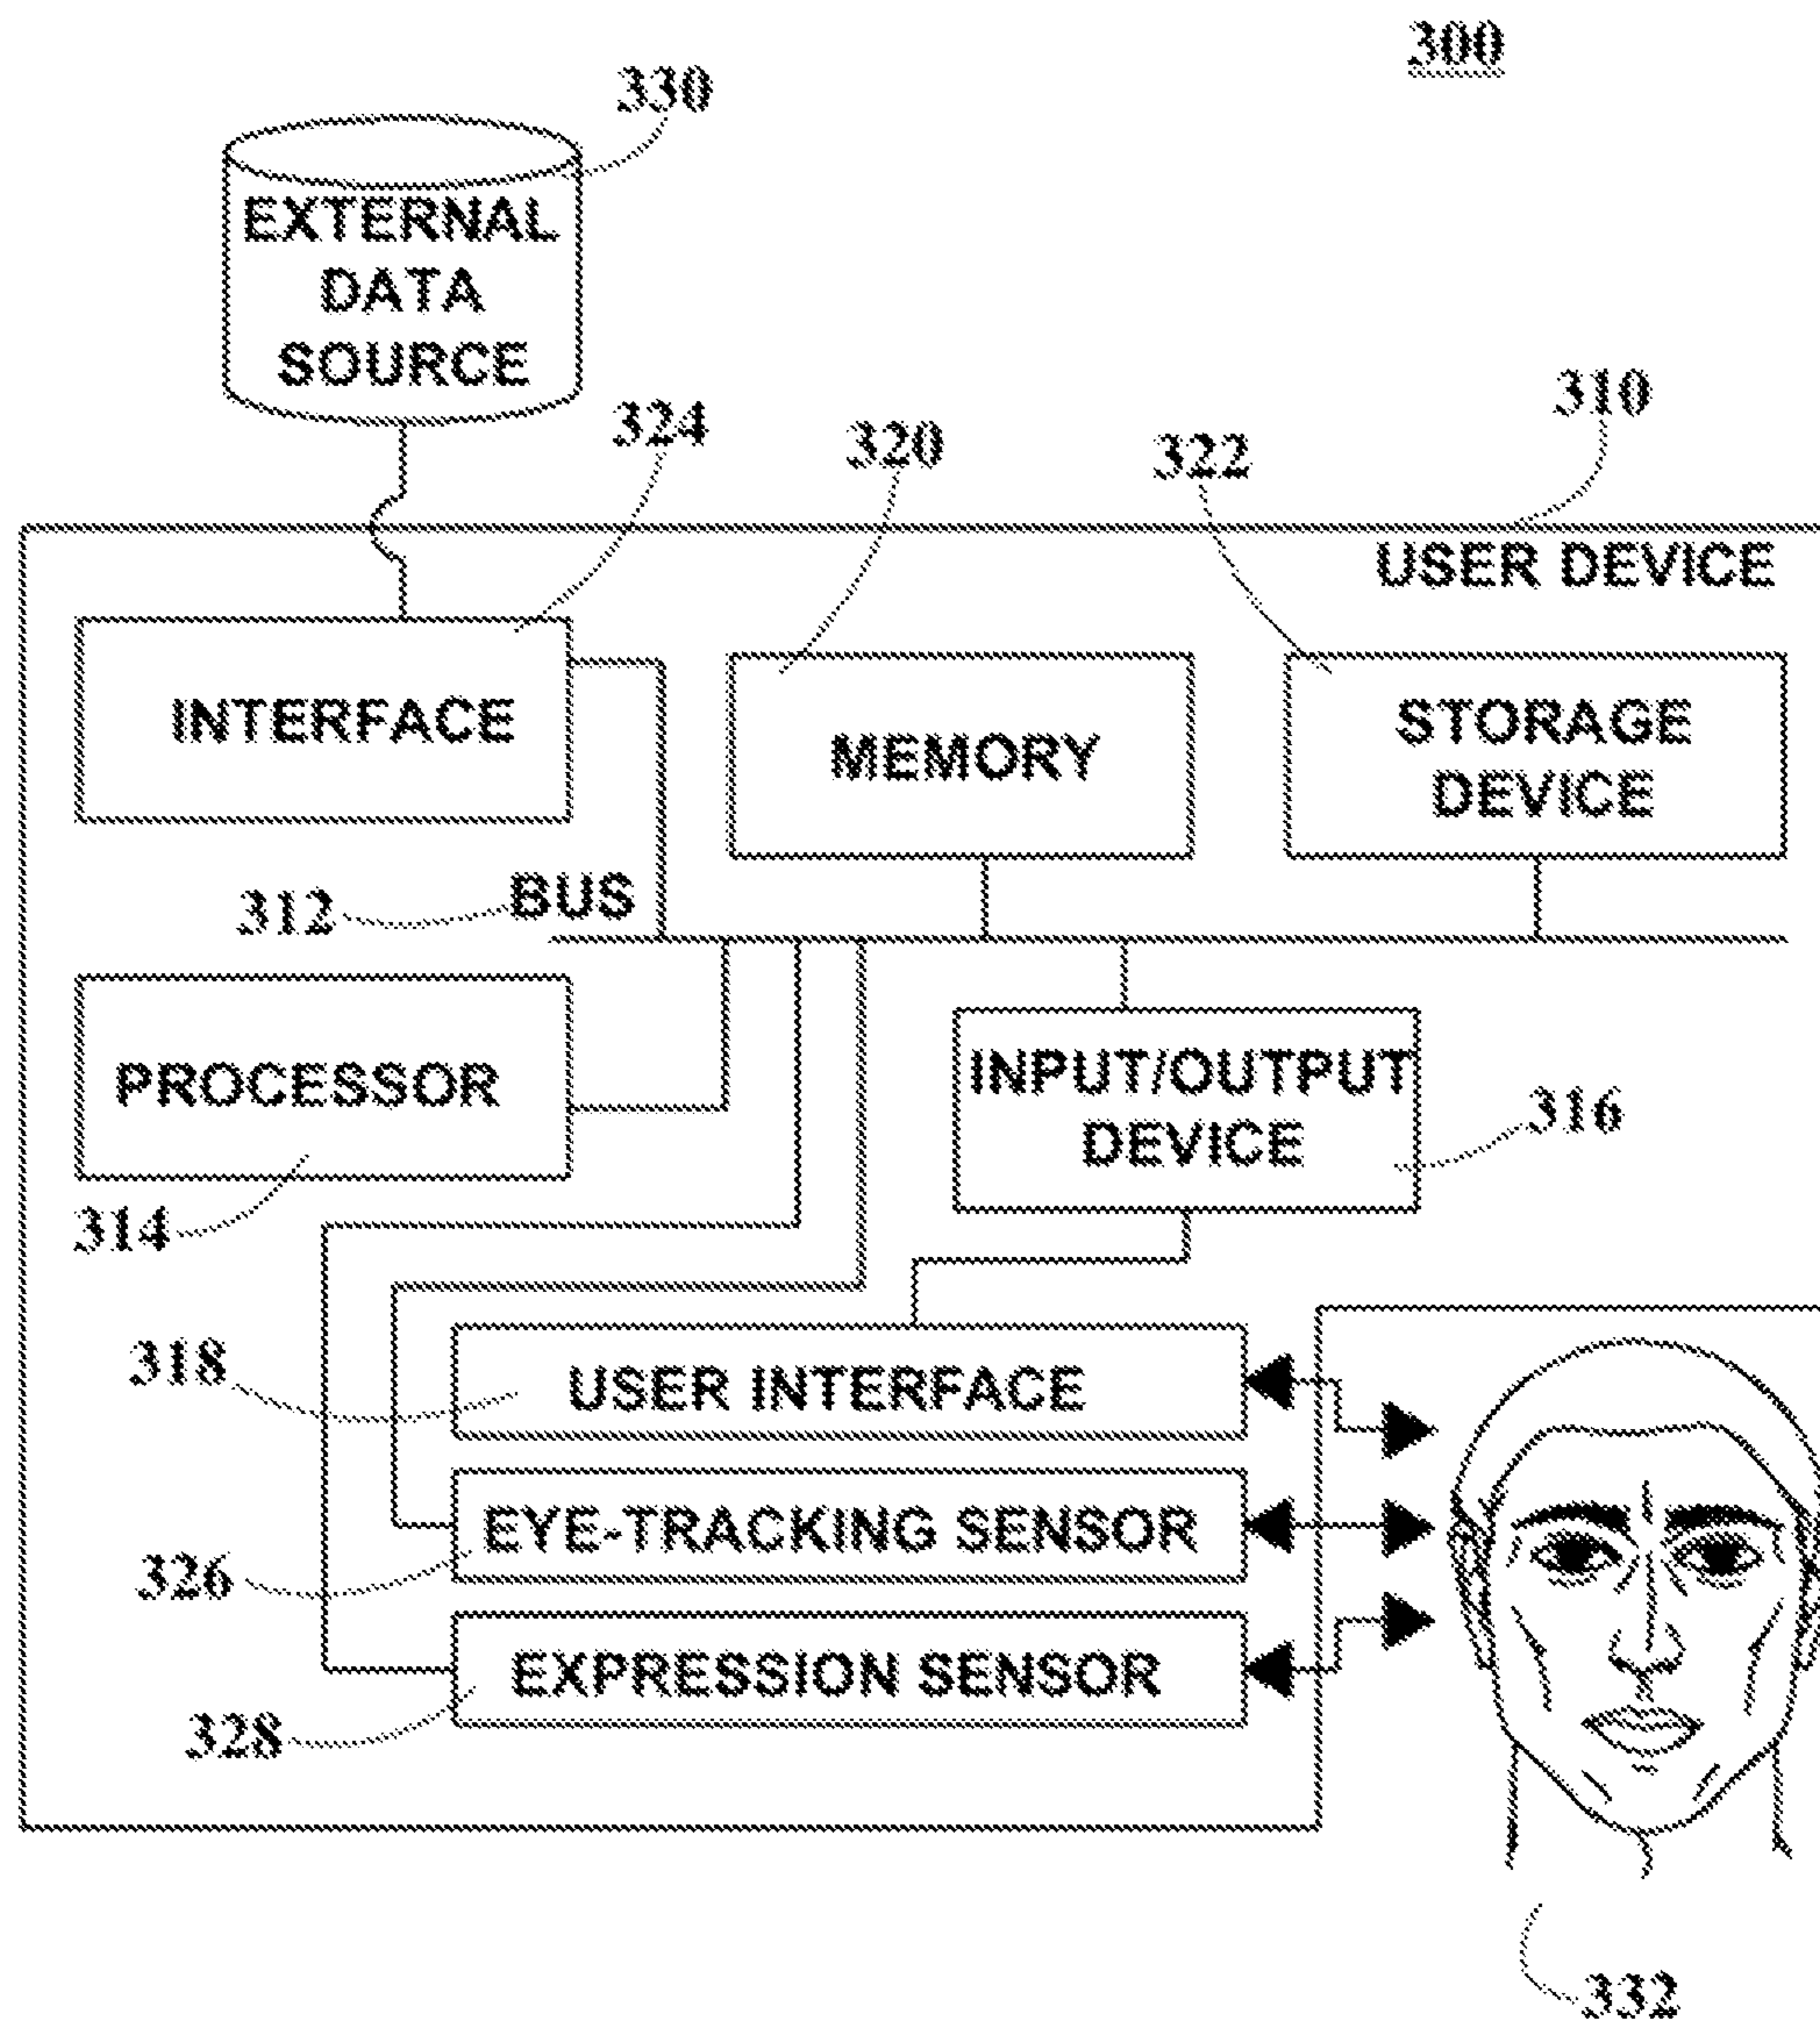 300
330
EXTERNAL
DATA
SOURCE
324
320
322
310
USER DEVICE
INTERFACE
MEMORY
STORAGE
DEVICE
312
BUS
PROCESSOR
INPUT/OUTPUT
DEVICE
316
314
318
USER INTERFACE
EYE-TRACKING SENSOR
326
EXPRESSION SENSOR
328
332